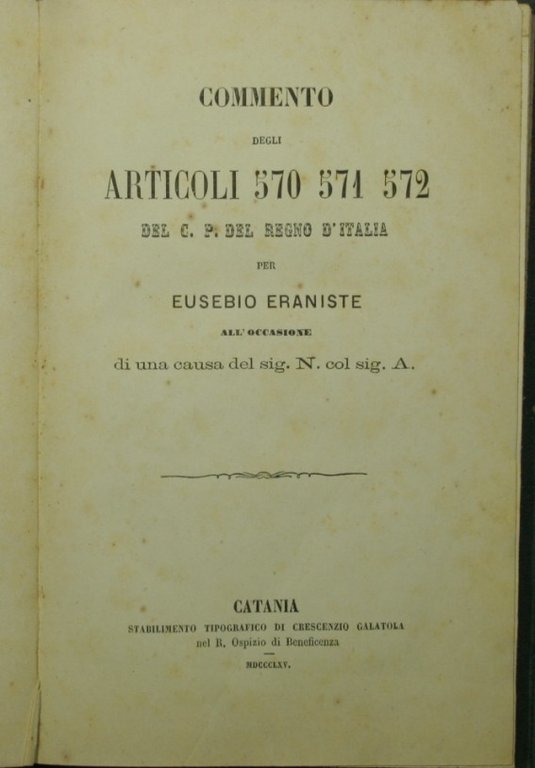 COMMENTO
DEGLI
ARTICOLI 570 571 572
DEL C. P. DEL REGNO D'ITALIA
PER
EUSEBIO ERANISTE
ALL'OCCASIONE
di una causa del sig. N. col sig. A.
CATANIA
STABILIMENTO TIPOGRAFICO DI CRESCENZIO GALATOLA
nel R. Ospizio di Beneficenza
MDCCCLXV.